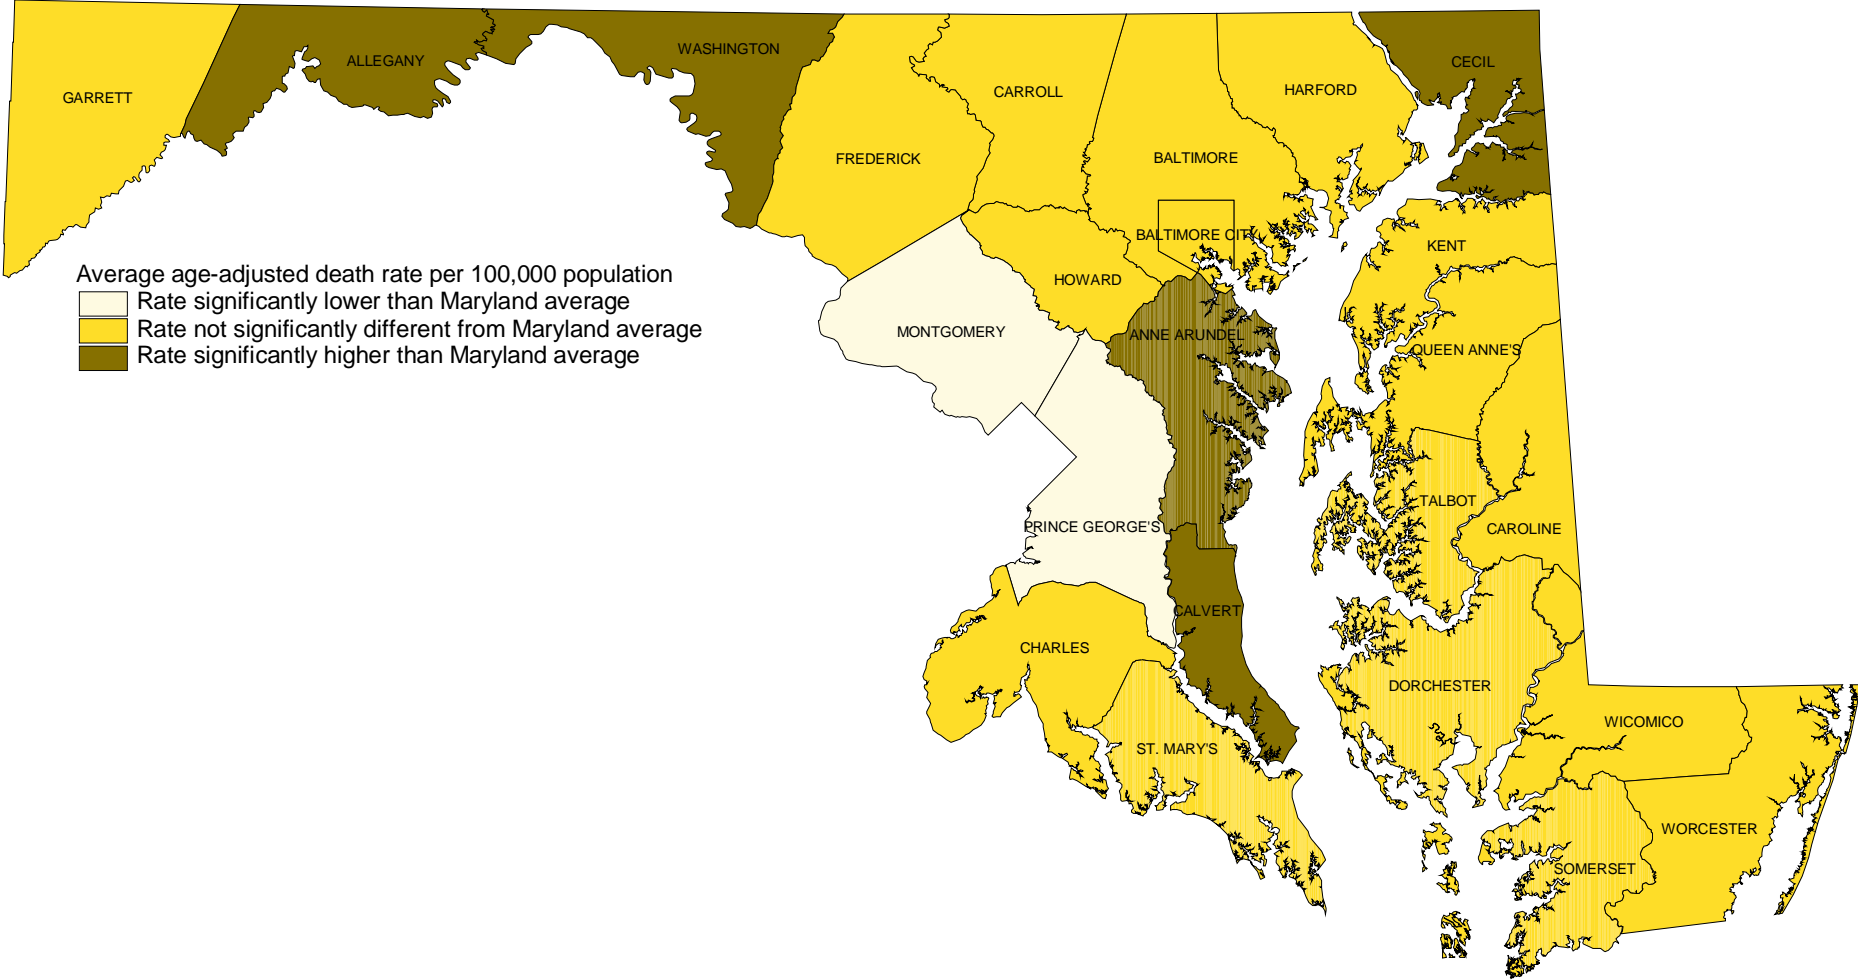 WASHINGTON
ALLEGANY
CECIL
GARRETT
CARROLL
HARFORD
FREDERICK
BALTIMORE
BALTIMORE CITY
KENT
Average age-adjusted death rate per 100,000 population
HOWARD
Rate significantly lower than Maryland average
Rate not significantly different from Maryland average
MONTGOMERY
ANNE ARUNDEL
QUEEN ANNE'S
Rate significantly higher than Maryland average
TALBOT
PRINCE GEORGE'S
CAROLINE
CALVERT
CHARLES
DORCHESTER
WICOMICO
ST. MARY'S
WORCESTER
SOMERSET